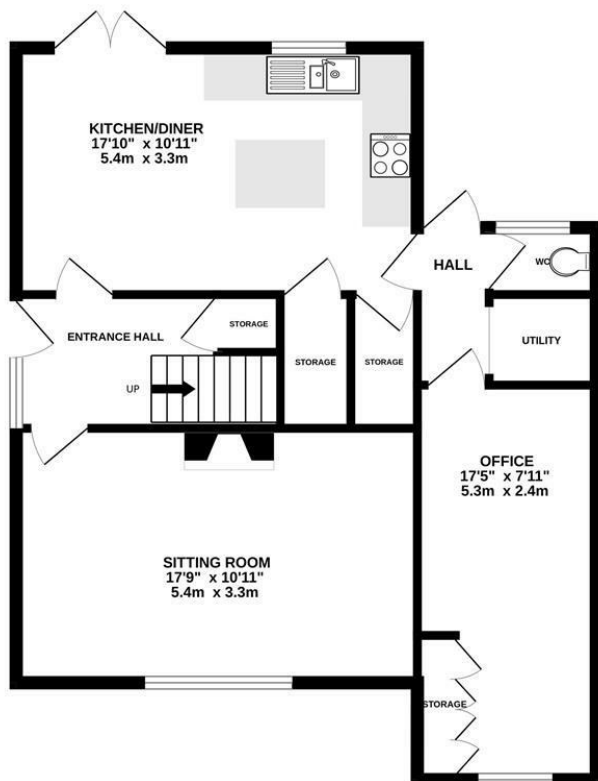 KITCHEN/DINER
17'10" x 10'11"
5.4m x 3.3m
HALL
WC
ENTRANCE HALL
STORAGE
UP
STORAGE
STORAGE
UTILITY
OFFICE
17'5" x 7'11"
5.3m x 2.4m
SITTING ROOM
17'9" x 10'11"
5.4m x 3.3m
STORAGE